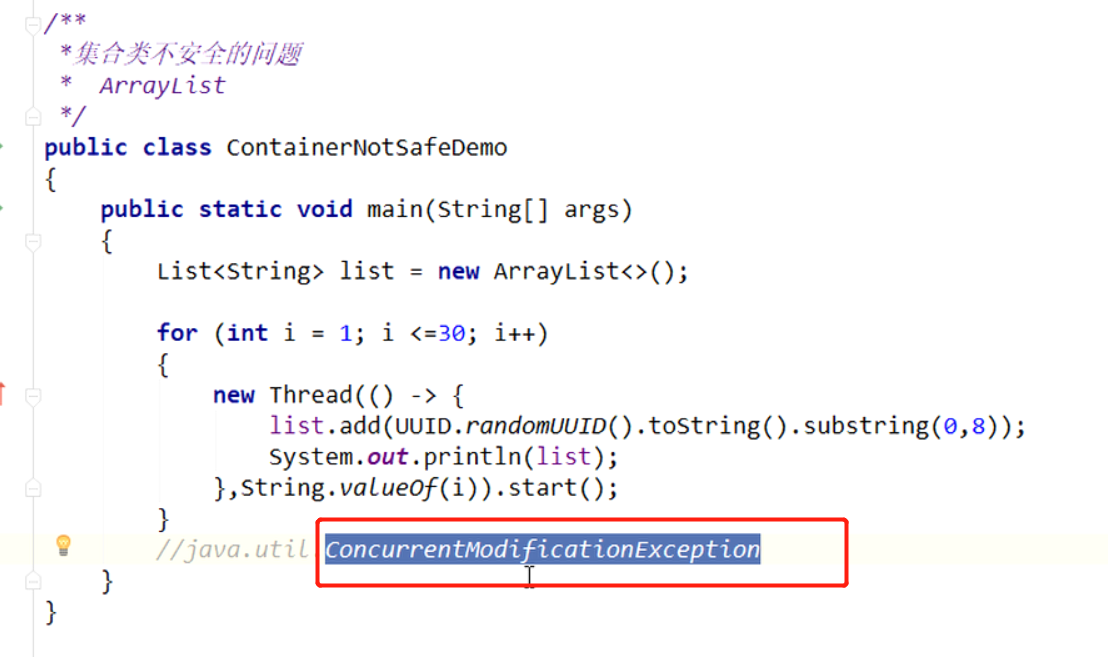 /**
 *集合类不安全的问题
 *  ArrayList
 */
public class ContainerNotSafeDemo
{
    public static void main(String[] args)
    {
        List<String> list = new ArrayList<>();

        for (int i = 1; i <=30; i++)
        {
            new Thread(() -> {
                list.add(UUID.randomUUID().toString().substring(0,8));
                System.out.println(list);
            },String.valueOf(i)).start();
        }
        //java.util.ConcurrentModificationException
    }
}